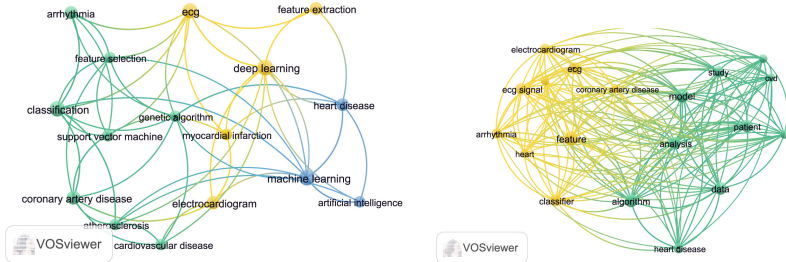 arrhythmia
ecg
feature extraction
feature selection
deep learning
classification
genetic algorithm
heart disease
support vector machine
myocardial infarction
machine learning
coronary artery disease
electrocardiogram
artificial intelligence
atherosclerosis
cardiovascular disease
VOSviewer
electrocardiogram
ecg
study
cvd
ecg signal
coronary artery disease
model
arrhythmia
feature
patient
heart
analysis
classifier
algorithm
data
heart disease
VOSviewer